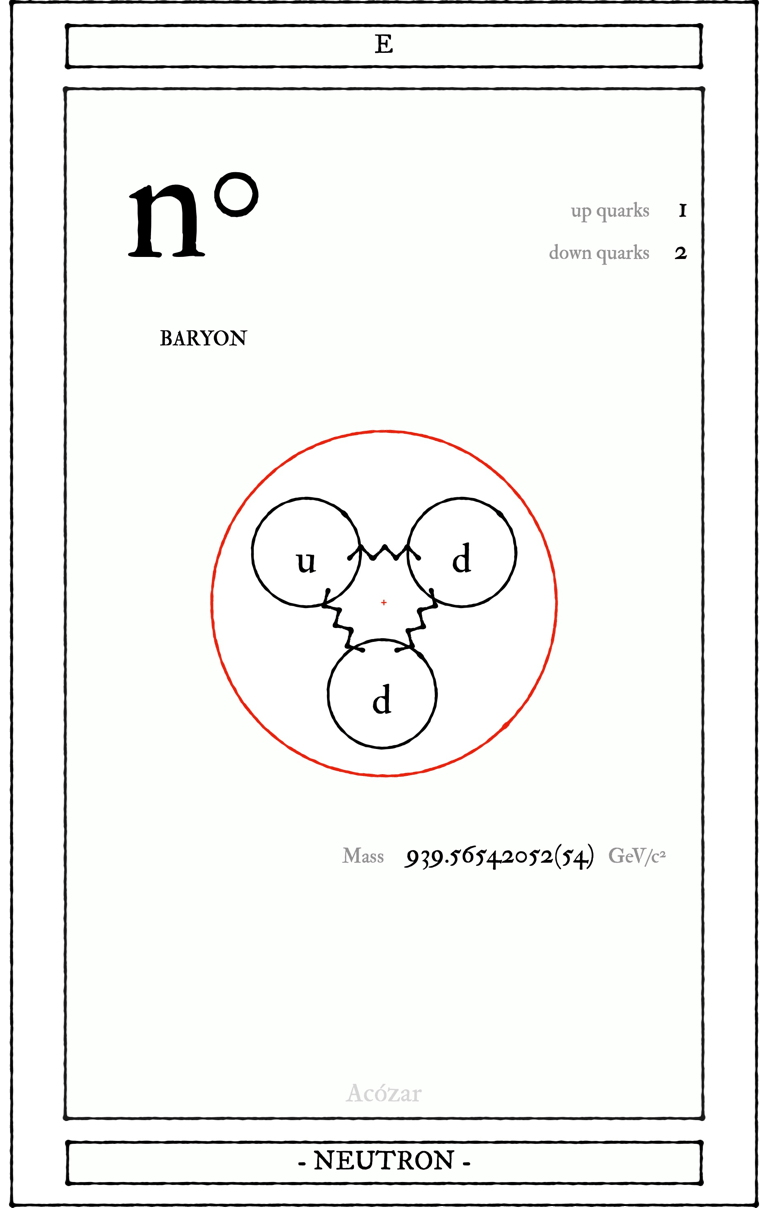 E
n°
up quarks 1
down quarks 2
BARYON
u
d
d
Mass 939.56542052(54) GeV/c²
Acózar
- NEUTRON -